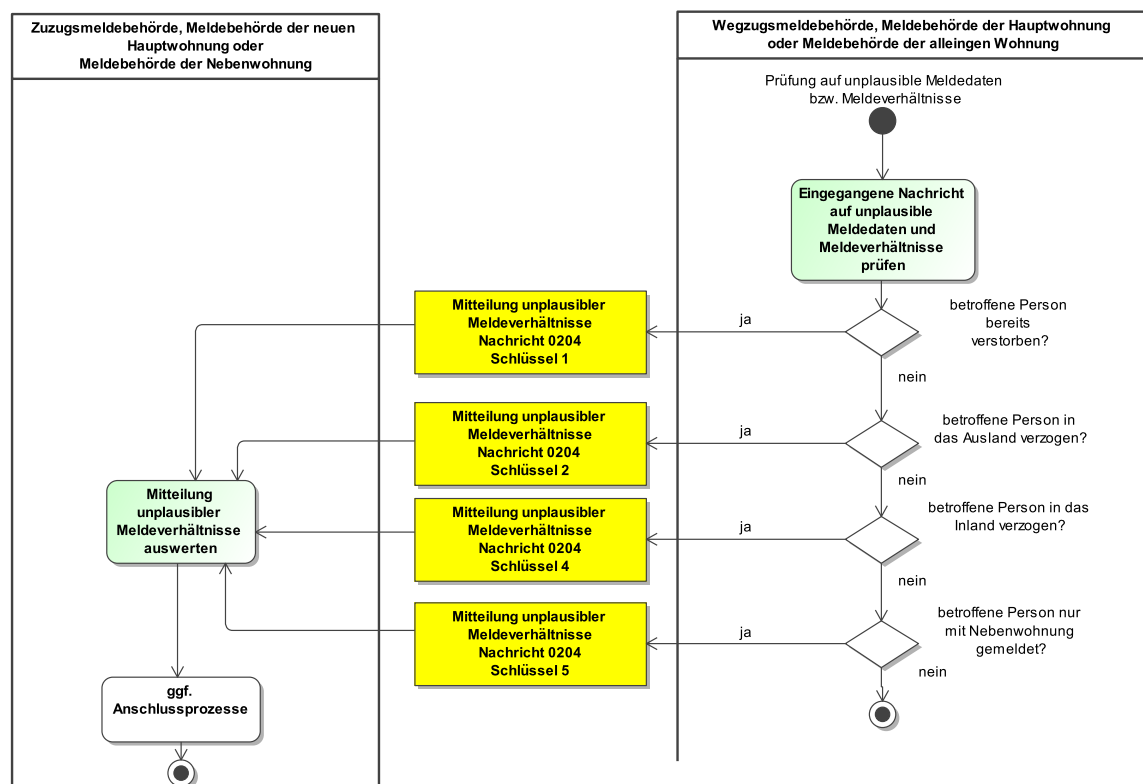 Zuzugsmeldebehörde, Meldebehörde der neuen
Hauptwohnung oder
Meldebehörde der Nebenwohnung
Wegzugsmeldebehörde, Meldebehörde der Hauptwohnung
oder Meldebehörde der alleingen Wohnung
Prüfung auf unplausible Meldedaten
bzw. Meldeverhältnisse
Eingegangene Nachricht
auf unplausible
Meldedaten und
Meldeverhältnisse
prüfen
betroffene Person
bereits
verstorben?
ja
nein
Mitteilung unplausibler
Meldeverhältnisse
Nachricht 0204
Schlüssel 1
betroffene Person in
das Ausland verzogen?
ja
nein
Mitteilung unplausibler
Meldeverhältnisse
Nachricht 0204
Schlüssel 2
betroffene Person in das
Inland verzogen?
ja
nein
Mitteilung unplausibler
Meldeverhältnisse
Nachricht 0204
Schlüssel 4
betroffene Person nur
mit Nebenwohnung
gemeldet?
ja
nein
Mitteilung unplausibler
Meldeverhältnisse
Nachricht 0204
Schlüssel 5
Mitteilung
unplausibler
Meldeverhältnisse
auswerten
ggf.
Anschlussprozesse